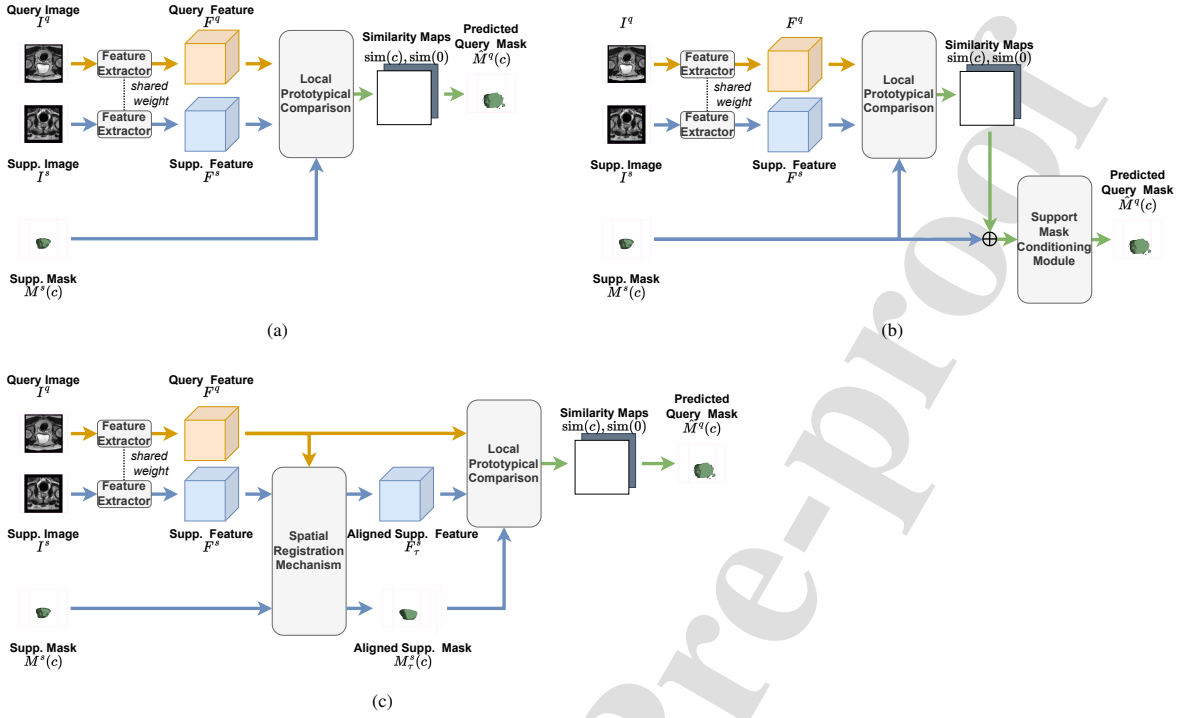 Query Image
I^q
Query Feature
F^q
Feature
Extractor
shared
weight
Feature
Extractor
Supp. Image
I^s
Supp. Feature
F^s
Local
Prototypical
Comparison
Similarity Maps
sim(c), sim(0)
Predicted
Query Mask
M̂^q(c)
Supp. Mask
M^s(c)
(a)
I^q
F^q
Feature
Extractor
shared
weight
Feature
Extractor
Supp. Image
I^s
Supp. Feature
F^s
Local
Prototypical
Comparison
Similarity Maps
sim(c), sim(0)
Support
Mask
Conditioning
Module
Predicted
Query Mask
M̂^q(c)
Supp. Mask
M^s(c)
(b)
Query Image
I^q
Query Feature
F^q
Feature
Extractor
shared
weight
Feature
Extractor
Supp. Image
I^s
Supp. Feature
F^s
Spatial
Registration
Mechanism
Aligned Supp. Feature
F^s_τ
Local
Prototypical
Comparison
Similarity Maps
sim(c), sim(0)
Predicted
Query Mask
M̂^q(c)
Supp. Mask
M^s(c)
Aligned Supp. Mask
M^s_τ(c)
(c)
Pre-proof